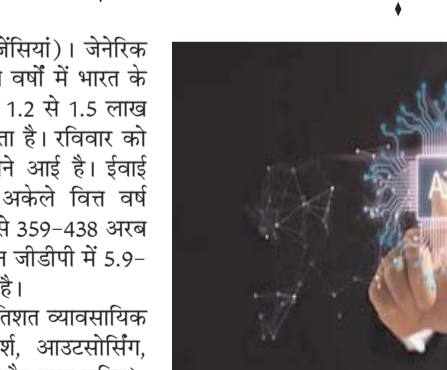 जेंसियां)। जेनेरिक
वर्षों में भारत के
1.2 से 1.5 लाख
ता है। रविवार को
ने आई है। ईवाई
अकेले वित्त वर्ष
से 359-438 अरब
न जीडीपी में 5.9-
है।
तिशत व्यावसायिक
र्श, आउटसोर्सिंग,
A